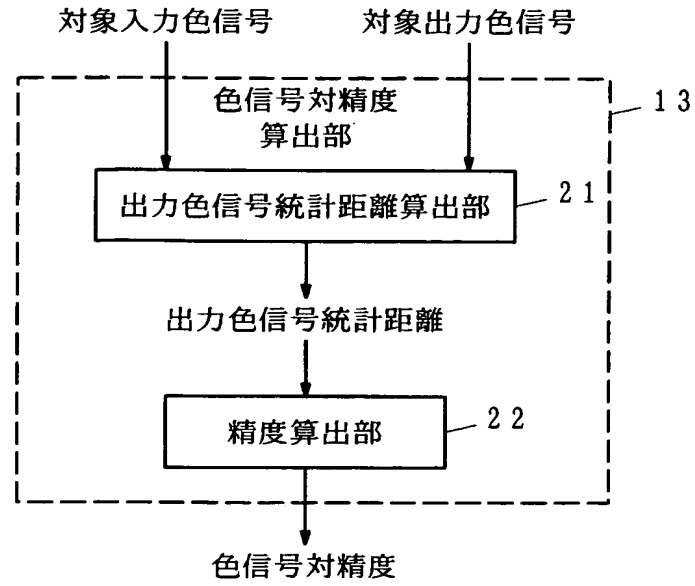 対象入力色信号 対象出力色信号
色信号対精度
算出部
13
出力色信号統計距離算出部
21
出力色信号統計距離
精度算出部
22
色信号対精度